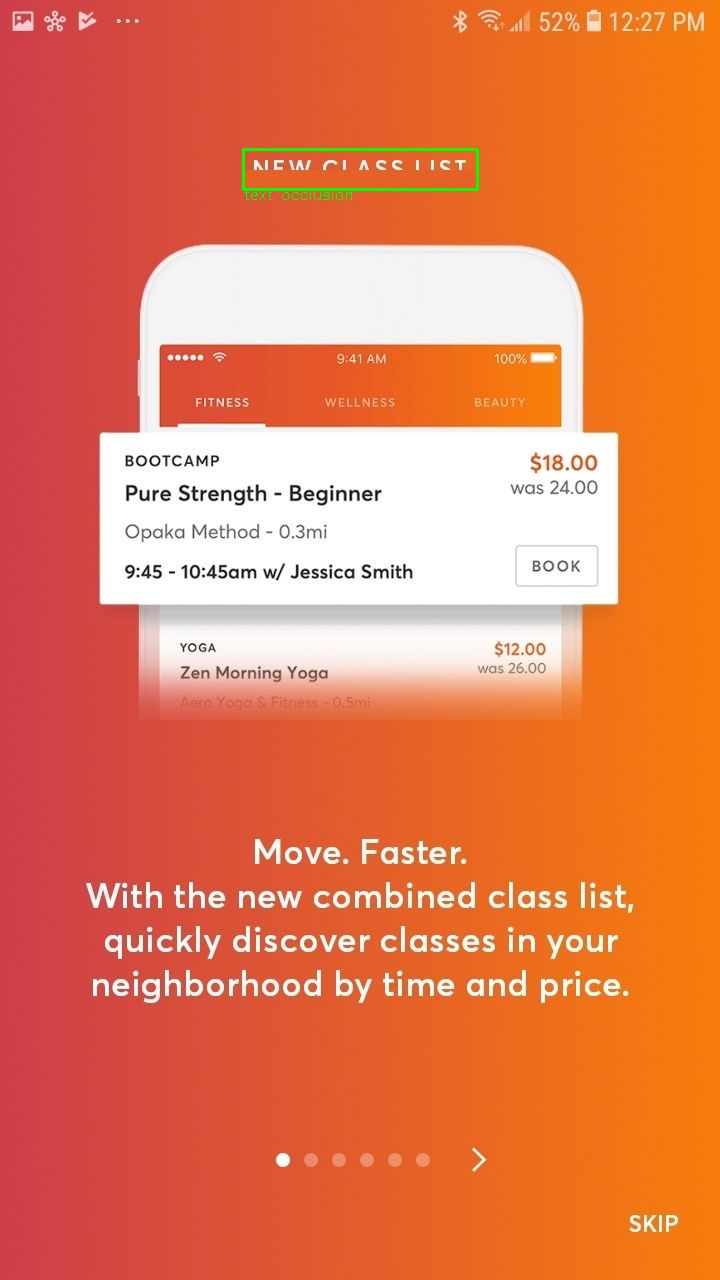 52% 12:27 PM
NEW CLASS LIST
text_occlusion
9:41 AM 100%
FITNESS WELLNESS BEAUTY
BOOTCAMP $18.00
Pure Strength - Beginner was 24.00
Opaka Method - 0.3mi
9:45 - 10:45am w/ Jessica Smith BOOK
YOGA $12.00
Zen Morning Yoga was 26.00
Aero Yoga & Fitness - 0.5mi
Move. Faster.
With the new combined class list,
quickly discover classes in your
neighborhood by time and price.
SKIP